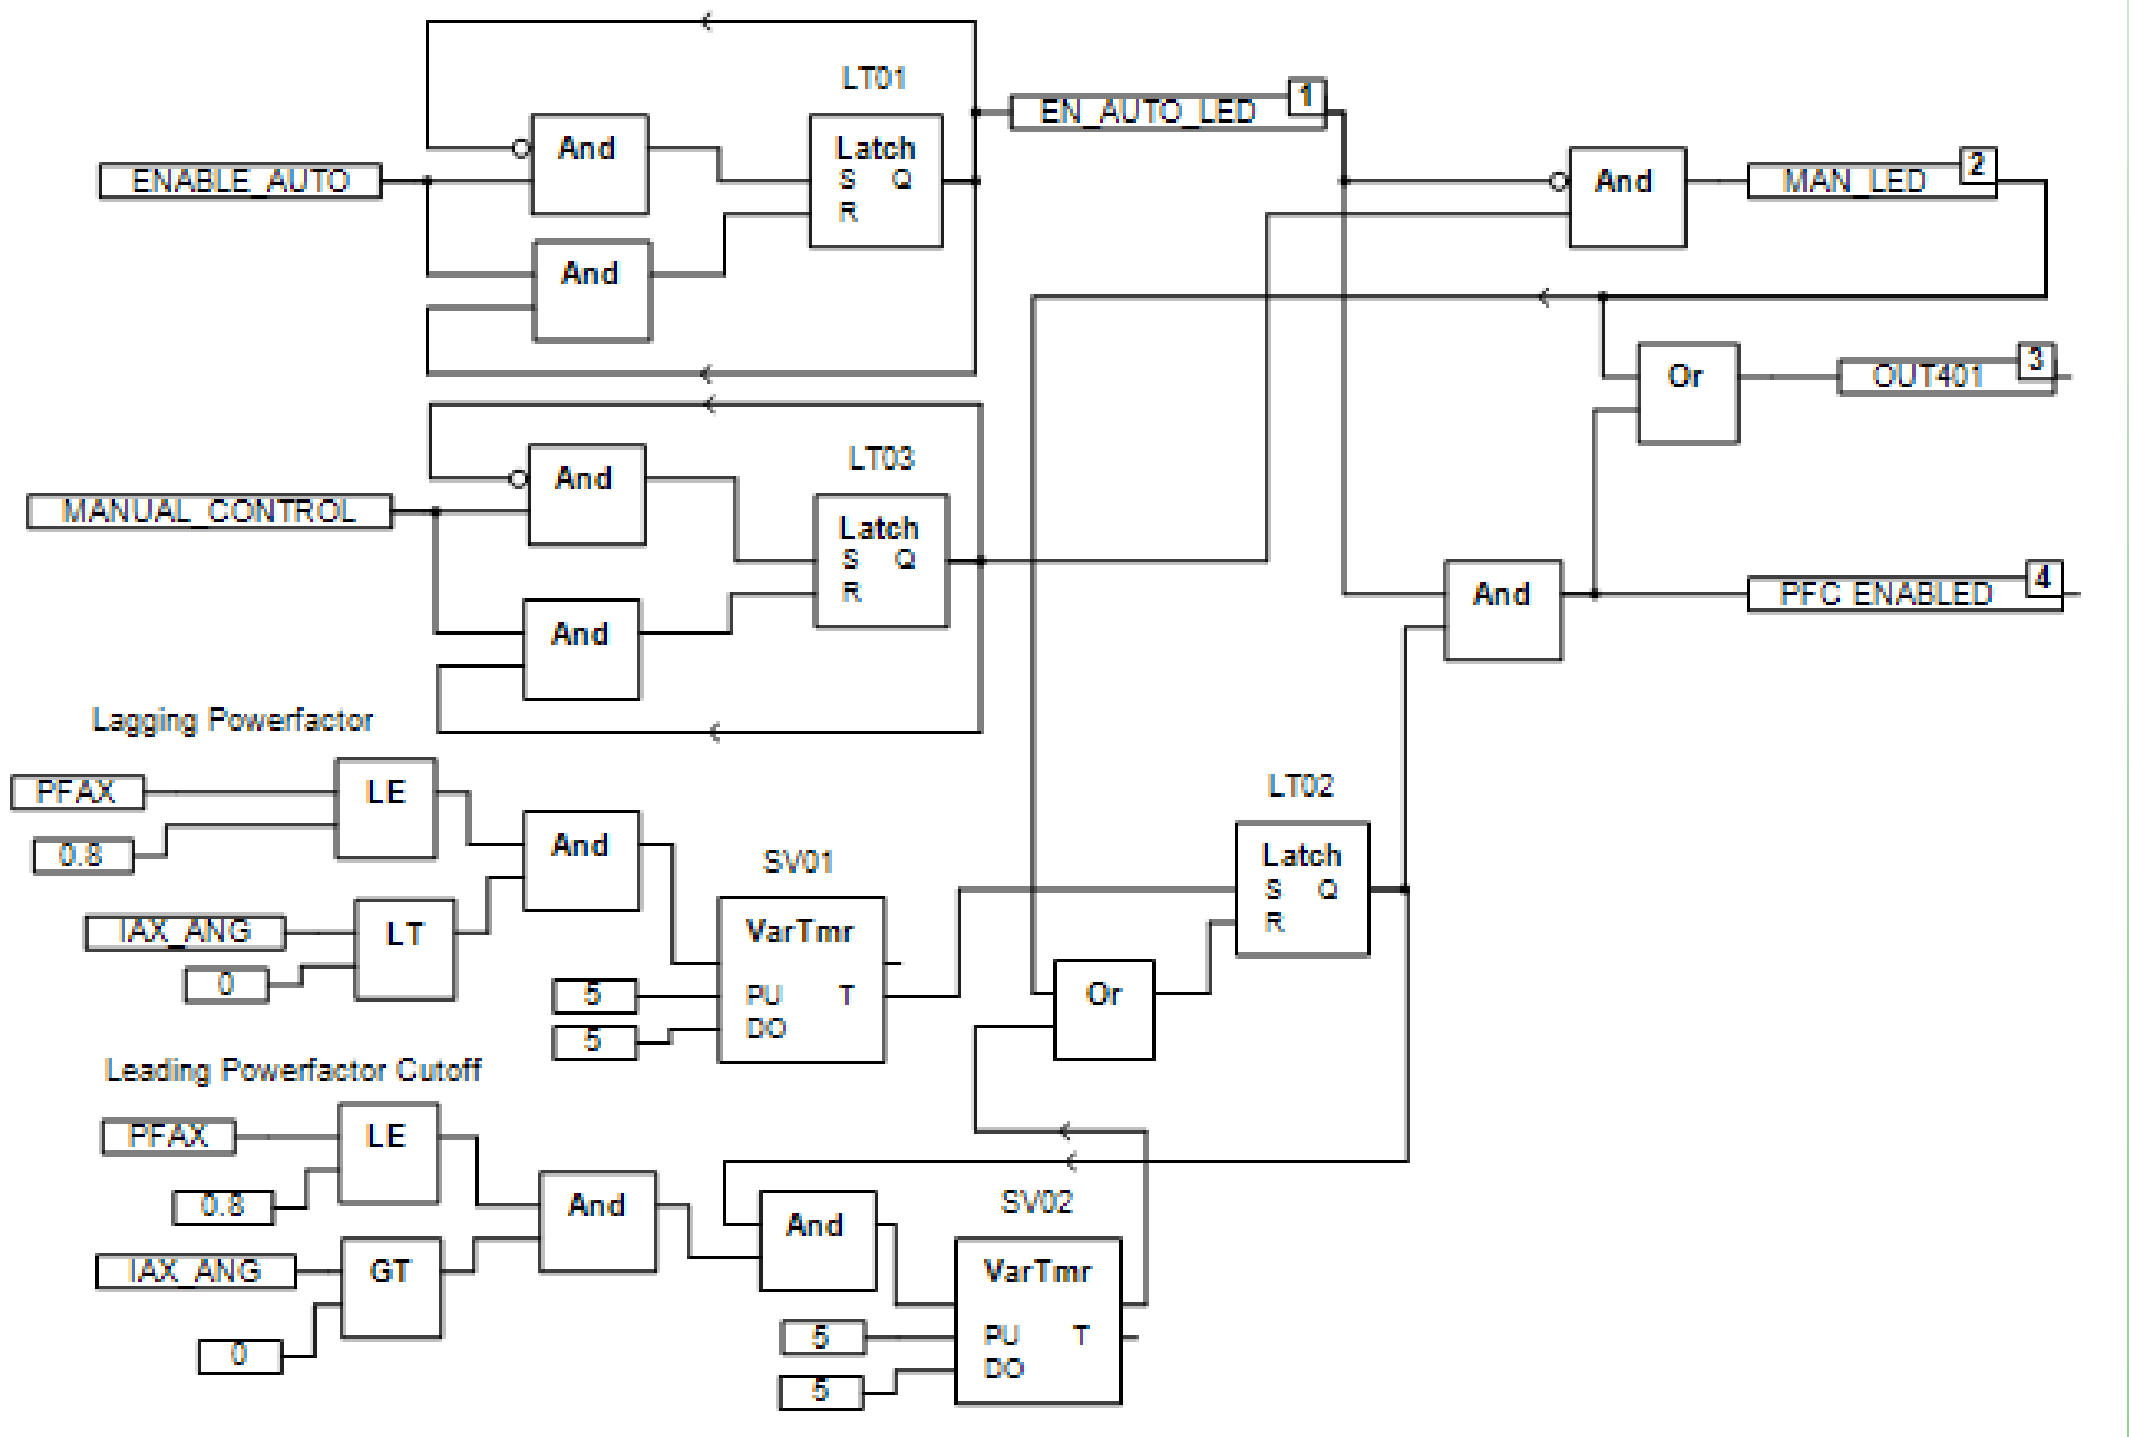 LT01
1
EN_AUTO_LED
And
Latch
S Q
R
ENABLE_AUTO
And
And
2
MAN_LED
3
Or
OUT401
LT03
And
Latch
S Q
R
MANUAL_CONTROL
And
And
4
PFC ENABLED
Lagging Powerfactor
PFAX
LE
0.8
And
IAX_ANG
LT
0
SV01
VarTmr
5
PU T
5
DO
LT02
Latch
S Q
R
Or
Leading Powerfactor Cutoff
PFAX
LE
0.8
And
And
IAX_ANG
GT
0
SV02
VarTmr
5
PU T
DO
5